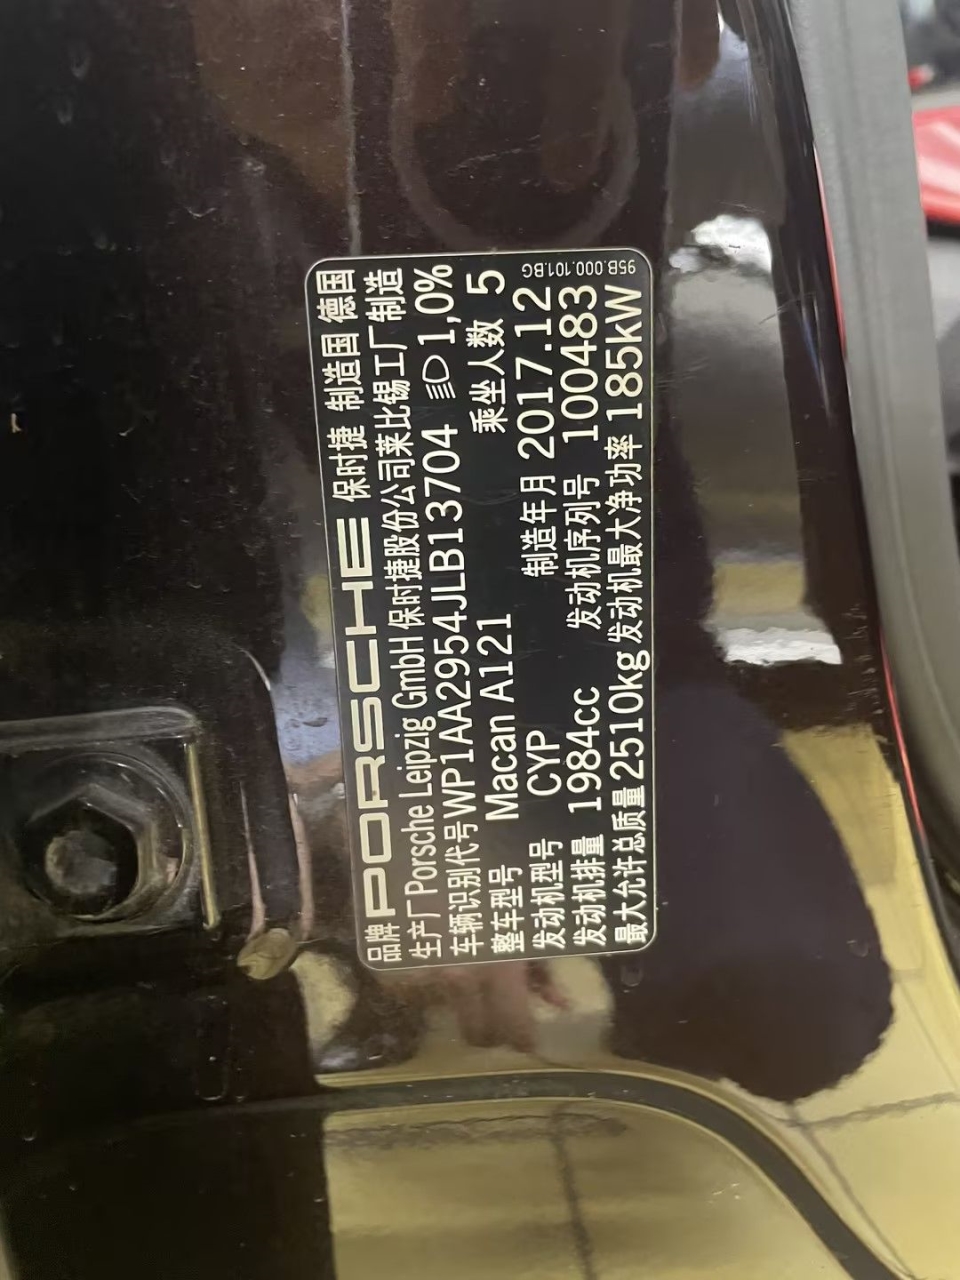 品牌 PORSCHE 保时捷 制造国 德国
生产厂 Porsche Leipzig GmbH 保时捷股份公司莱比锡工厂制造
车辆识别代号 WP1AA2954JLB13704 1,0%
整车型号 Macan A121 乘坐人数 5
发动机型号 CYP 制造年月 2017.12
发动机排量 1984cc 发动机序列号 100483
最大允许总质量 2510kg 发动机最大净功率 185kW
95B.000.101.BG